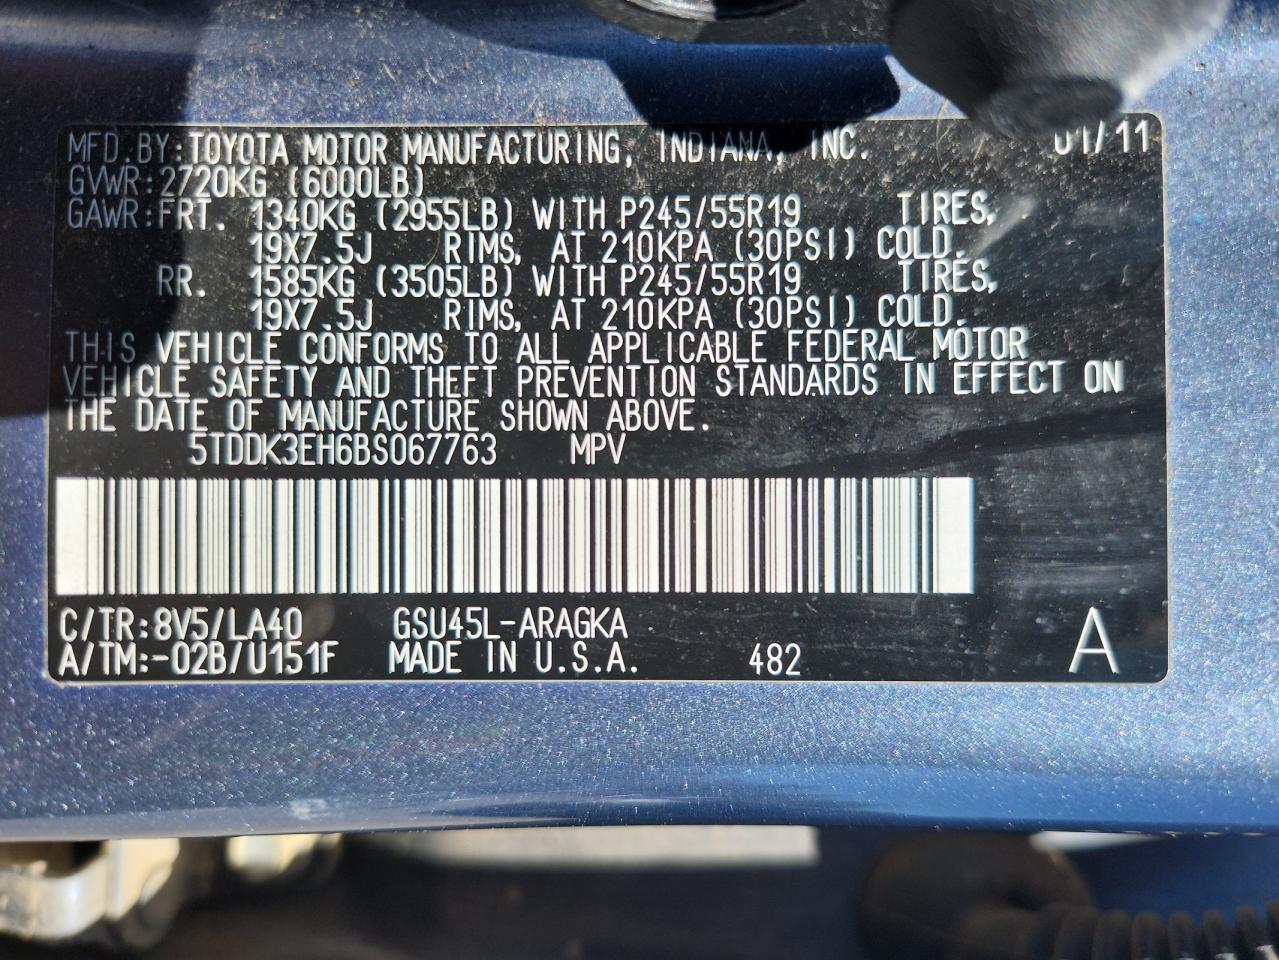 MFD.BY:TOYOTA MOTOR MANUFACTURING, INDIANA, INC. 01/11
GVWR:2720KG (6000LB)
GAWR:FRT. 1340KG (2955LB) WITH P245/55R19 TIRES,
19X7.5J RIMS, AT 210KPA (30PSI) COLD.
RR. 1585KG (3505LB) WITH P245/55R19 TIRES,
19X7.5J RIMS, AT 210KPA (30PSI) COLD.
THIS VEHICLE CONFORMS TO ALL APPLICABLE FEDERAL MOTOR
VEHICLE SAFETY AND THEFT PREVENTION STANDARDS IN EFFECT ON
THE DATE OF MANUFACTURE SHOWN ABOVE.
5TDDK3EH6BS067763 MPV
C/TR:8V5/LA40 GSU45L-ARAGKA
A/TM:-02B/U151F MADE IN U.S.A. 482 A